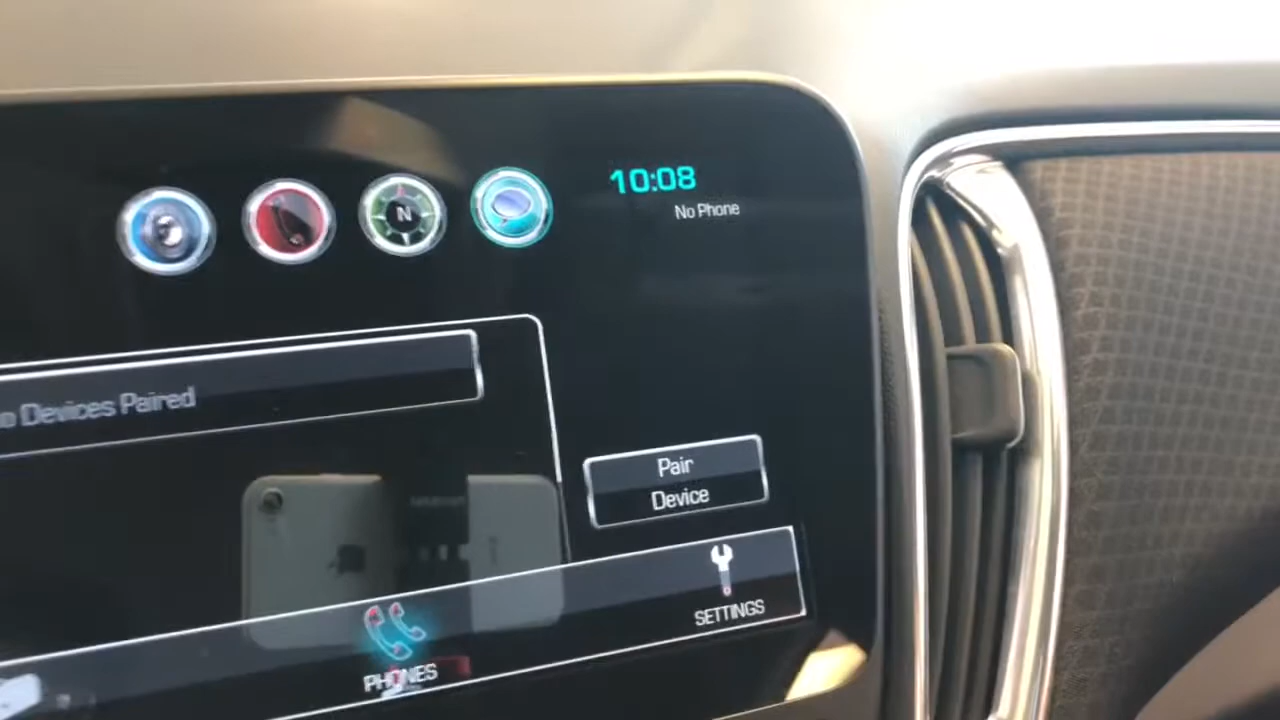 N
10:08
No Phone
o Devices Paired
Pair
Device
SETTINGS
PHONES